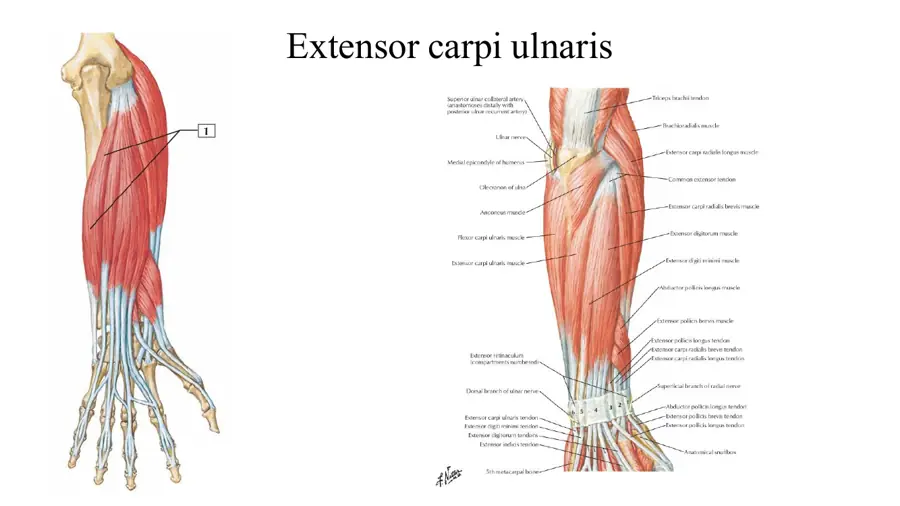 Extensor carpi ulnaris
1
Superior ulnar collateral artery
(anastomoses distally with
posterior ulnar recurrent artery)
Ulnar nerve
Medial epicondyle of humerus
Olecranon of ulna
Anconeus muscle
Flexor carpi ulnaris muscle
Extensor carpi ulnaris muscle
Extensor retinaculum
(compartments numbered)
Dorsal branch of ulnar nerve
Extensor carpi ulnaris tendon
Extensor digiti minimi tendon
Extensor digitorum tendons
Extensor indicis tendon
5th metacarpal bone
Triceps brachii tendon
Brachioradialis muscle
Extensor carpi radialis longus muscle
Common extensor tendon
Extensor carpi radialis brevis muscle
Extensor digitorum muscle
Extensor digiti minimi muscle
Abductor pollicis longus muscle
Extensor pollicis brevis muscle
Extensor pollicis longus tendon
Extensor carpi radialis brevis tendon
Extensor carpi radialis longus tendon
Superficial branch of radial nerve
Abductor pollicis longus tendon
Extensor pollicis brevis tendon
Extensor pollicis longus tendon
Anatomical snuffbox
6 5 4 3 2 1
F. Netter